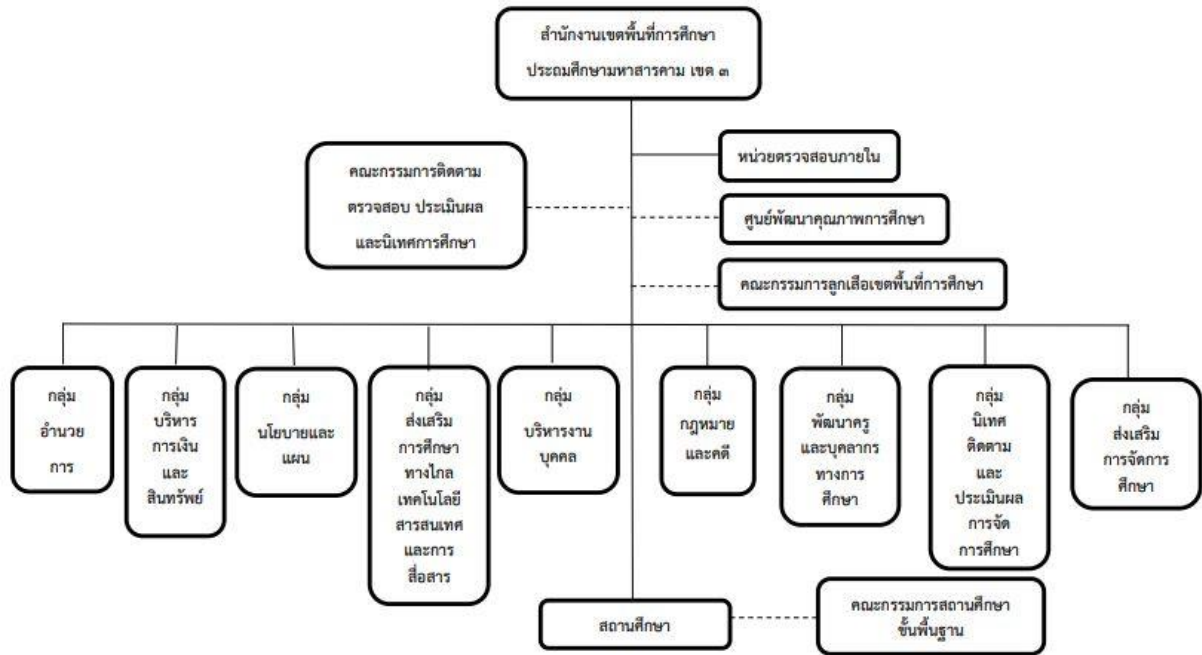 สำนักงานเขตพื้นที่การศึกษา
ประถมศึกษามหาสารคาม เขต ๓
หน่วยตรวจสอบภายใน
คณะกรรมการติดตาม
ตรวจสอบ ประเมินผล
และนิเทศการศึกษา
ศูนย์พัฒนาคุณภาพการศึกษา
คณะกรรมการลูกเสือเขตพื้นที่การศึกษา
กลุ่ม
อำนวย
การ
กลุ่ม
บริหาร
การเงิน
และ
สินทรัพย์
กลุ่ม
นโยบายและ
แผน
กลุ่ม
ส่งเสริม
การศึกษา
ทางไกล
เทคโนโลยี
สารสนเทศ
และการ
สื่อสาร
กลุ่ม
บริหารงาน
บุคคล
กลุ่ม
กฎหมาย
และคดี
กลุ่ม
พัฒนาครู
และบุคลากร
ทางการ
ศึกษา
กลุ่ม
นิเทศ
ติดตาม
และ
ประเมินผล
การจัด
การศึกษา
กลุ่ม
ส่งเสริม
การจัดการ
ศึกษา
สถานศึกษา
คณะกรรมการสถานศึกษา
ขั้นพื้นฐาน